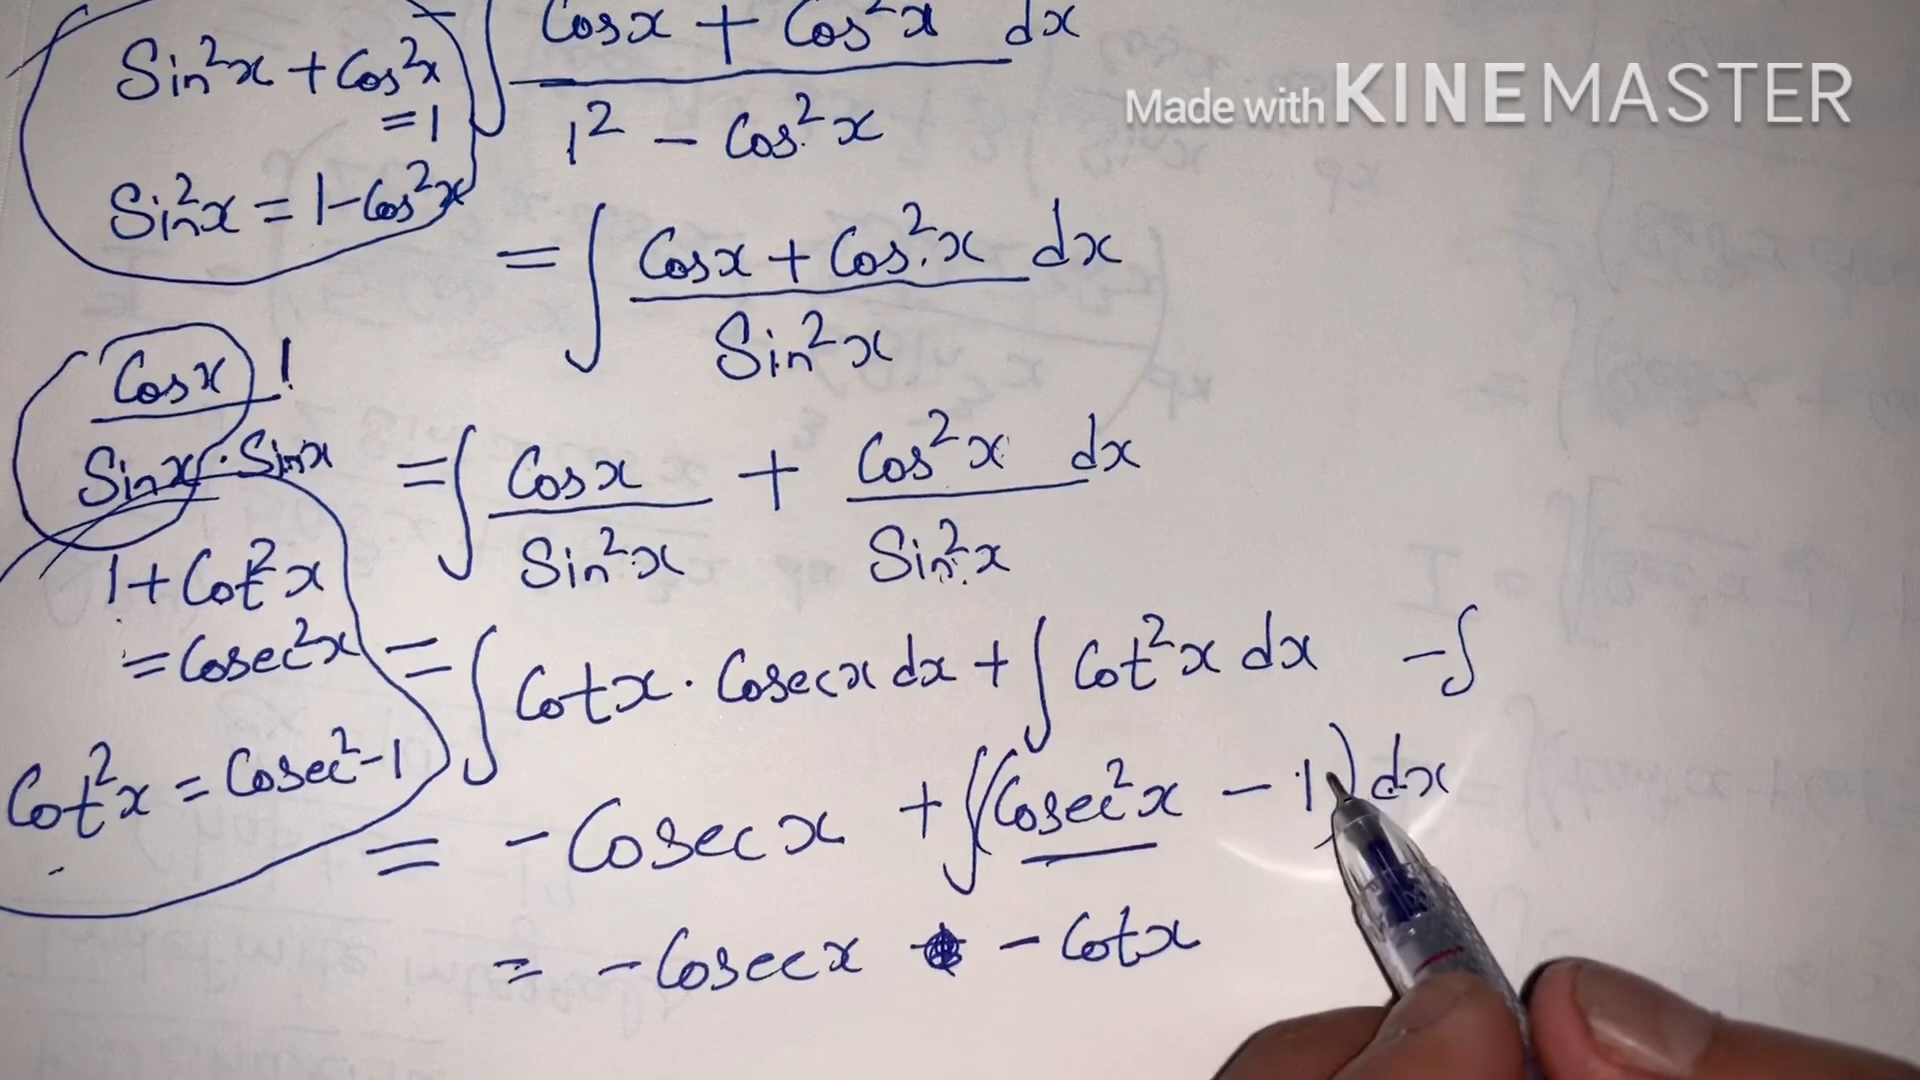 Made with KINEMASTER
Sin²x + Cos²x
= 1
Sin²x = 1 - Cos²x
= ∫ Cosx + Cos²x dx
1² - Cos²x
= ∫ Cosx + Cos²x dx
Sin²x
Cosx 1
Sinx · Sinx
= ∫ Cosx + Cos²x dx
Sin²x Sin²x
1 + Cot²x
= Cosec²x
Cot²x = Cosec² - 1
= ∫ Cotx · Cosecx dx + ∫ Cot²x dx - ∫
= - Cosecx + ∫(Cosec²x - 1) dx
= - Cosecx - Cotx